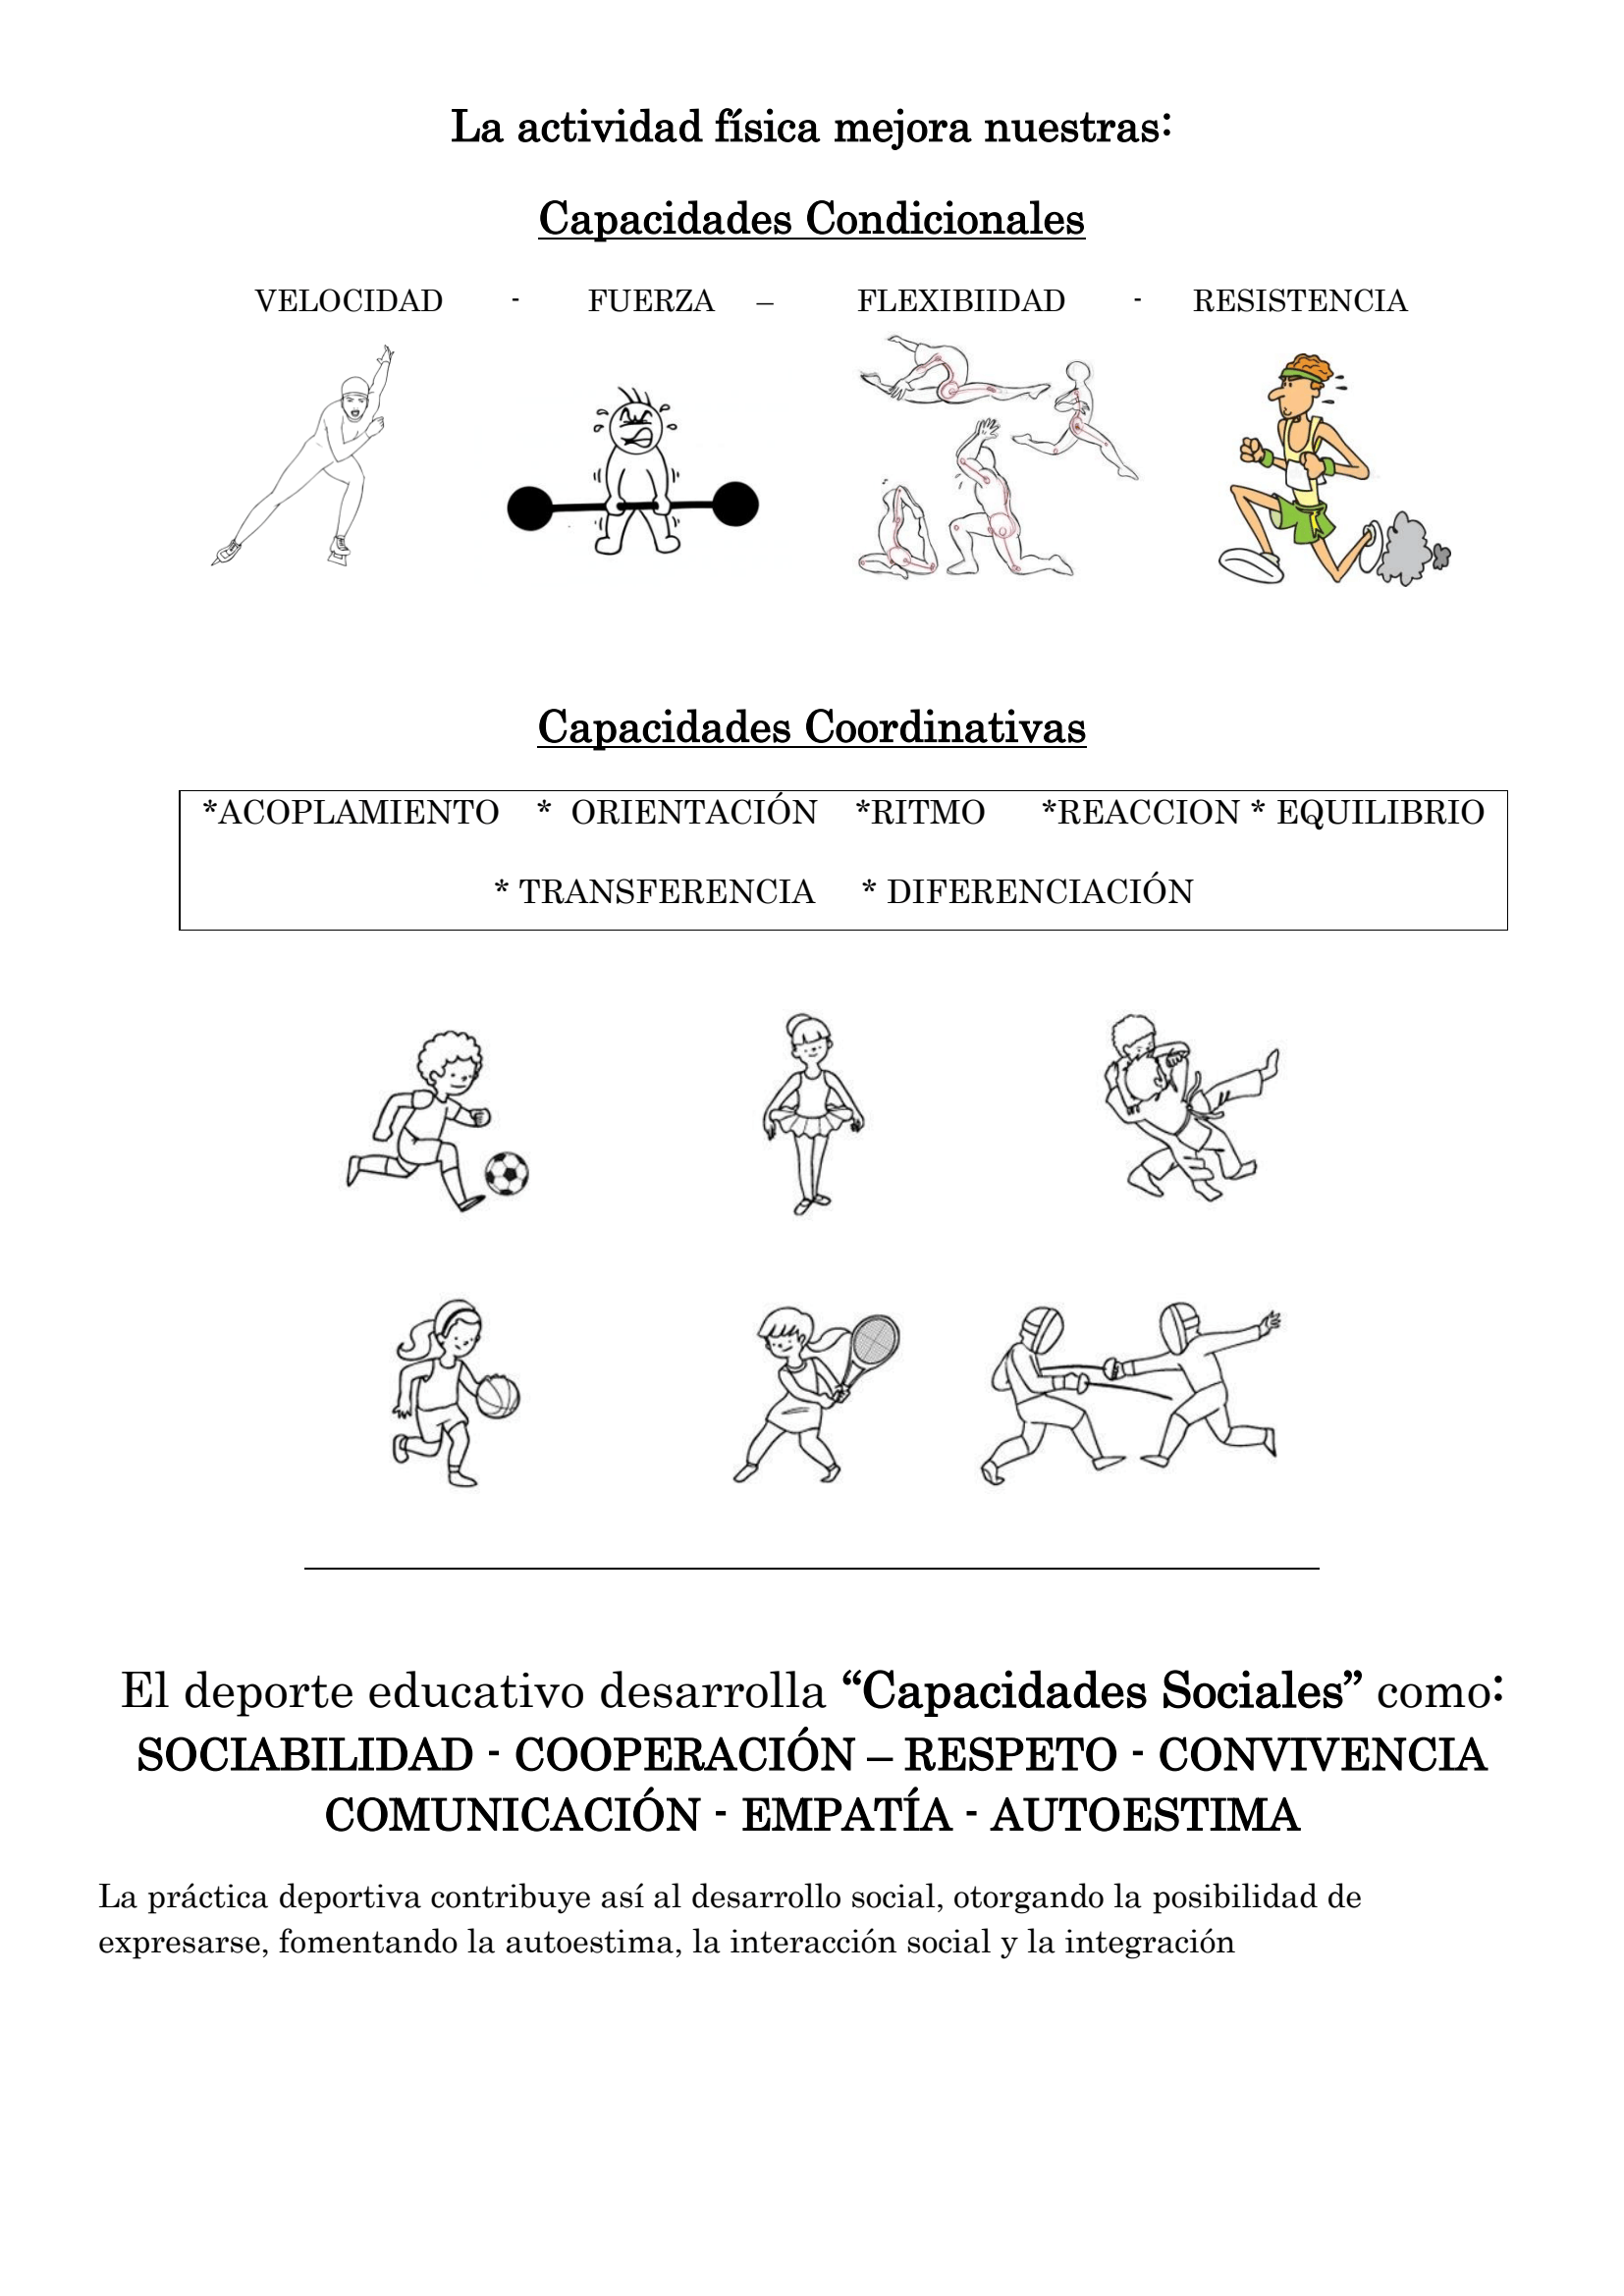 La actividad física mejora nuestras:
Capacidades Condicionales
VELOCIDAD - FUERZA – FLEXIBIIDAD - RESISTENCIA
Capacidades Coordinativas
*ACOPLAMIENTO * ORIENTACIÓN *RITMO *REACCION * EQUILIBRIO
* TRANSFERENCIA * DIFERENCIACIÓN
El deporte educativo desarrolla “Capacidades Sociales” como:
SOCIABILIDAD - COOPERACIÓN – RESPETO - CONVIVENCIA
COMUNICACIÓN - EMPATÍA - AUTOESTIMA
La práctica deportiva contribuye así al desarrollo social, otorgando la posibilidad de
expresarse, fomentando la autoestima, la interacción social y la integración